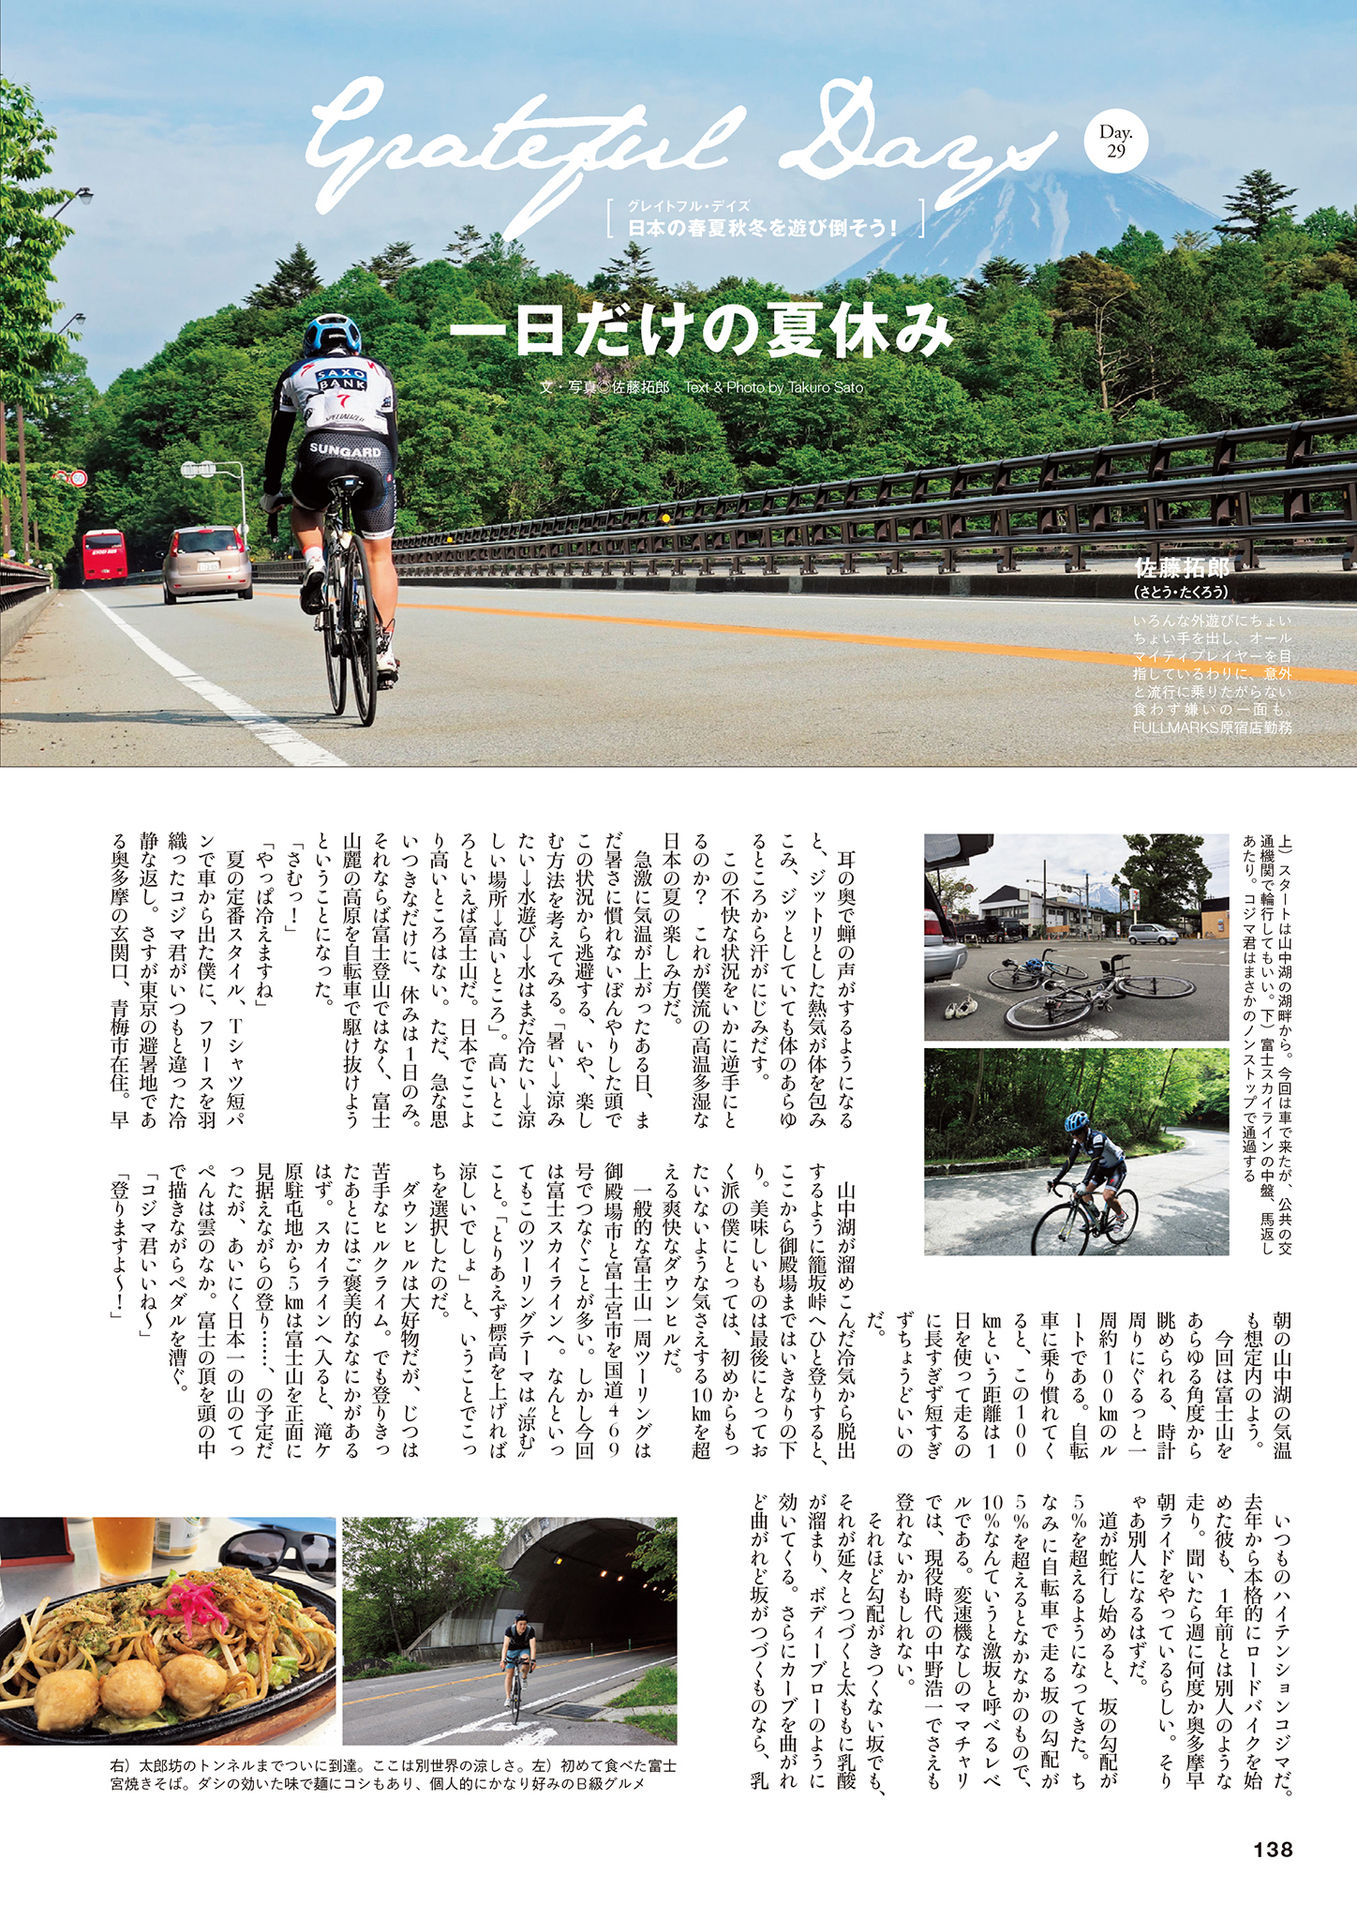 Grateful Days
Day.
29
グレイトフル・デイズ
日本の春夏秋冬を遊び倒そう！
一日だけの夏休み
文・写真◎佐藤拓郎　Text & Photo by Takuro Sato
SAXO
BANK
SPECIALIZED
SUNGARD
佐藤拓郎
（さとう・たくろう）
いろんな外遊びにちょい
ちょい手を出し、オール
マイティプレイヤーを目
指しているわりに、意外
と流行に乗りたがらない
食わず嫌いの一面も。
FULLMARKS原宿店勤務
上）スタートは山中湖の湖畔から。今回は車で来たが、公共の交
通機関で輪行してもいい。下）富士スカイラインの中盤、馬返し
あたり。コジマ君はまさかのノンストップで通過する
耳の奥で蝉の声がするようになる
と、ジットリとした熱気が体を包み
こみ、ジッとしていても体のあらゆ
るところから汗がにじみだす。
この不快な状況をいかに逆手にと
るのか？　これが僕流の高温多湿な
日本の夏の楽しみ方だ。
急激に気温が上がったある日、ま
だ暑さに慣れないぼんやりした頭で
この状況から逃避する、いや、楽し
む方法を考えてみる。「暑い→涼み
たい→水遊び→水はまだ冷たい→涼
しい場所→高いところ」。高いとこ
ろといえば富士山だ。日本でここよ
り高いところはない。ただ、急な思
いつきなだけに、休みは１日のみ。
それならば富士登山ではなく、富士
山麓の高原を自転車で駆け抜けよう
ということになった。
「さむっ！」
「やっぱ冷えますね」
夏の定番スタイル、Ｔシャツ短パ
ンで車から出た僕に、フリースを羽
織ったコジマ君がいつもと違った冷
静な返し。さすが東京の避暑地であ
る奥多摩の玄関口、青梅市在住。早
朝の山中湖の気温
も想定内のよう。
今回は富士山を
あらゆる角度から
眺められる、時計
周りにぐるっと一
周約１００㎞のル
ートである。自転
車に乗り慣れてく
ると、この１００
㎞という距離は１
日を使って走るの
に長すぎず短すぎ
ずちょうどいいの
だ。
山中湖が溜めこんだ冷気から脱出
するように籠坂峠へひと登りすると、
ここから御殿場まではいきなりの下
り。美味しいものは最後にとってお
く派の僕にとっては、初めからもっ
たいないような気さえする10㎞を超
える爽快なダウンヒルだ。
一般的な富士山一周ツーリングは
御殿場市と富士宮市を国道４６９
号でつなぐことが多い。しかし今回
は富士スカイラインへ。なんといっ
てもこのツーリングテーマは〝涼む〟
こと。「とりあえず標高を上げれば
涼しいでしょ」と、いうことでこっ
ちを選択したのだ。
ダウンヒルは大好物だが、じつは
苦手なヒルクライム。でも登りきっ
たあとにはご褒美的ななにかがある
はず。スカイラインへ入ると、滝ケ
原駐屯地から５㎞は富士山を正面に
見据えながらの登り……、の予定だ
ったが、あいにく日本一の山のてっ
ぺんは雲のなか。富士の頂を頭の中
で描きながらペダルを漕ぐ。
「コジマ君いいね〜」
「登りますよ〜！」
いつものハイテンションコジマだ。
去年から本格的にロードバイクを始
めた彼も、１年前とは別人のような
走り。聞いたら週に何度か奥多摩早
朝ライドをやっているらしい。そり
ゃあ別人になるはずだ。
道が蛇行し始めると、坂の勾配が
５％を超えるようになってきた。ち
なみに自転車で走る坂の勾配が
５％を超えるとなかなかのもので、
10％なんていうと激坂と呼べるレベ
ルである。変速機なしのママチャリ
では、現役時代の中野浩一でさえも
登れないかもしれない。
それほど勾配がきつくない坂でも、
それが延々とつづくと太ももに乳酸
が溜まり、ボディーブローのように
効いてくる。さらにカーブを曲がれ
ど曲がれど坂がつづくものなら、乳
右）太郎坊のトンネルまでついに到達。ここは別世界の涼しさ。左）初めて食べた富士
宮焼きそば。ダシの効いた味で麺にコシもあり、個人的にかなり好みのB級グルメ
138